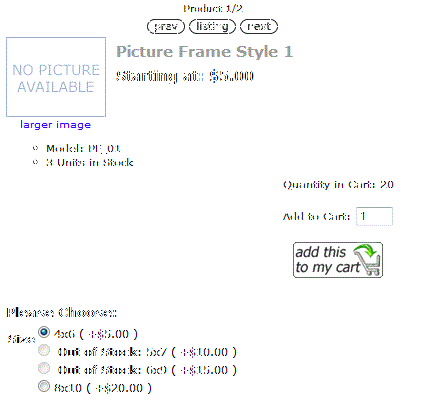 Product 1/2
prev listing next
NO PICTURE AVAILABLE
Picture Frame Style 1
Starting at: $5.000
larger image
Model: PF_01
3 Units in Stock
Quantity in Cart: 20
Add to Cart: 1
add this
to my cart
Please Choose:
Size
4x6 ( +$5.00 )
Out of Stock: 5x7 ( +$10.00 )
Out of Stock: 6x9 ( +$15.00 )
8x10 ( +$20.00 )